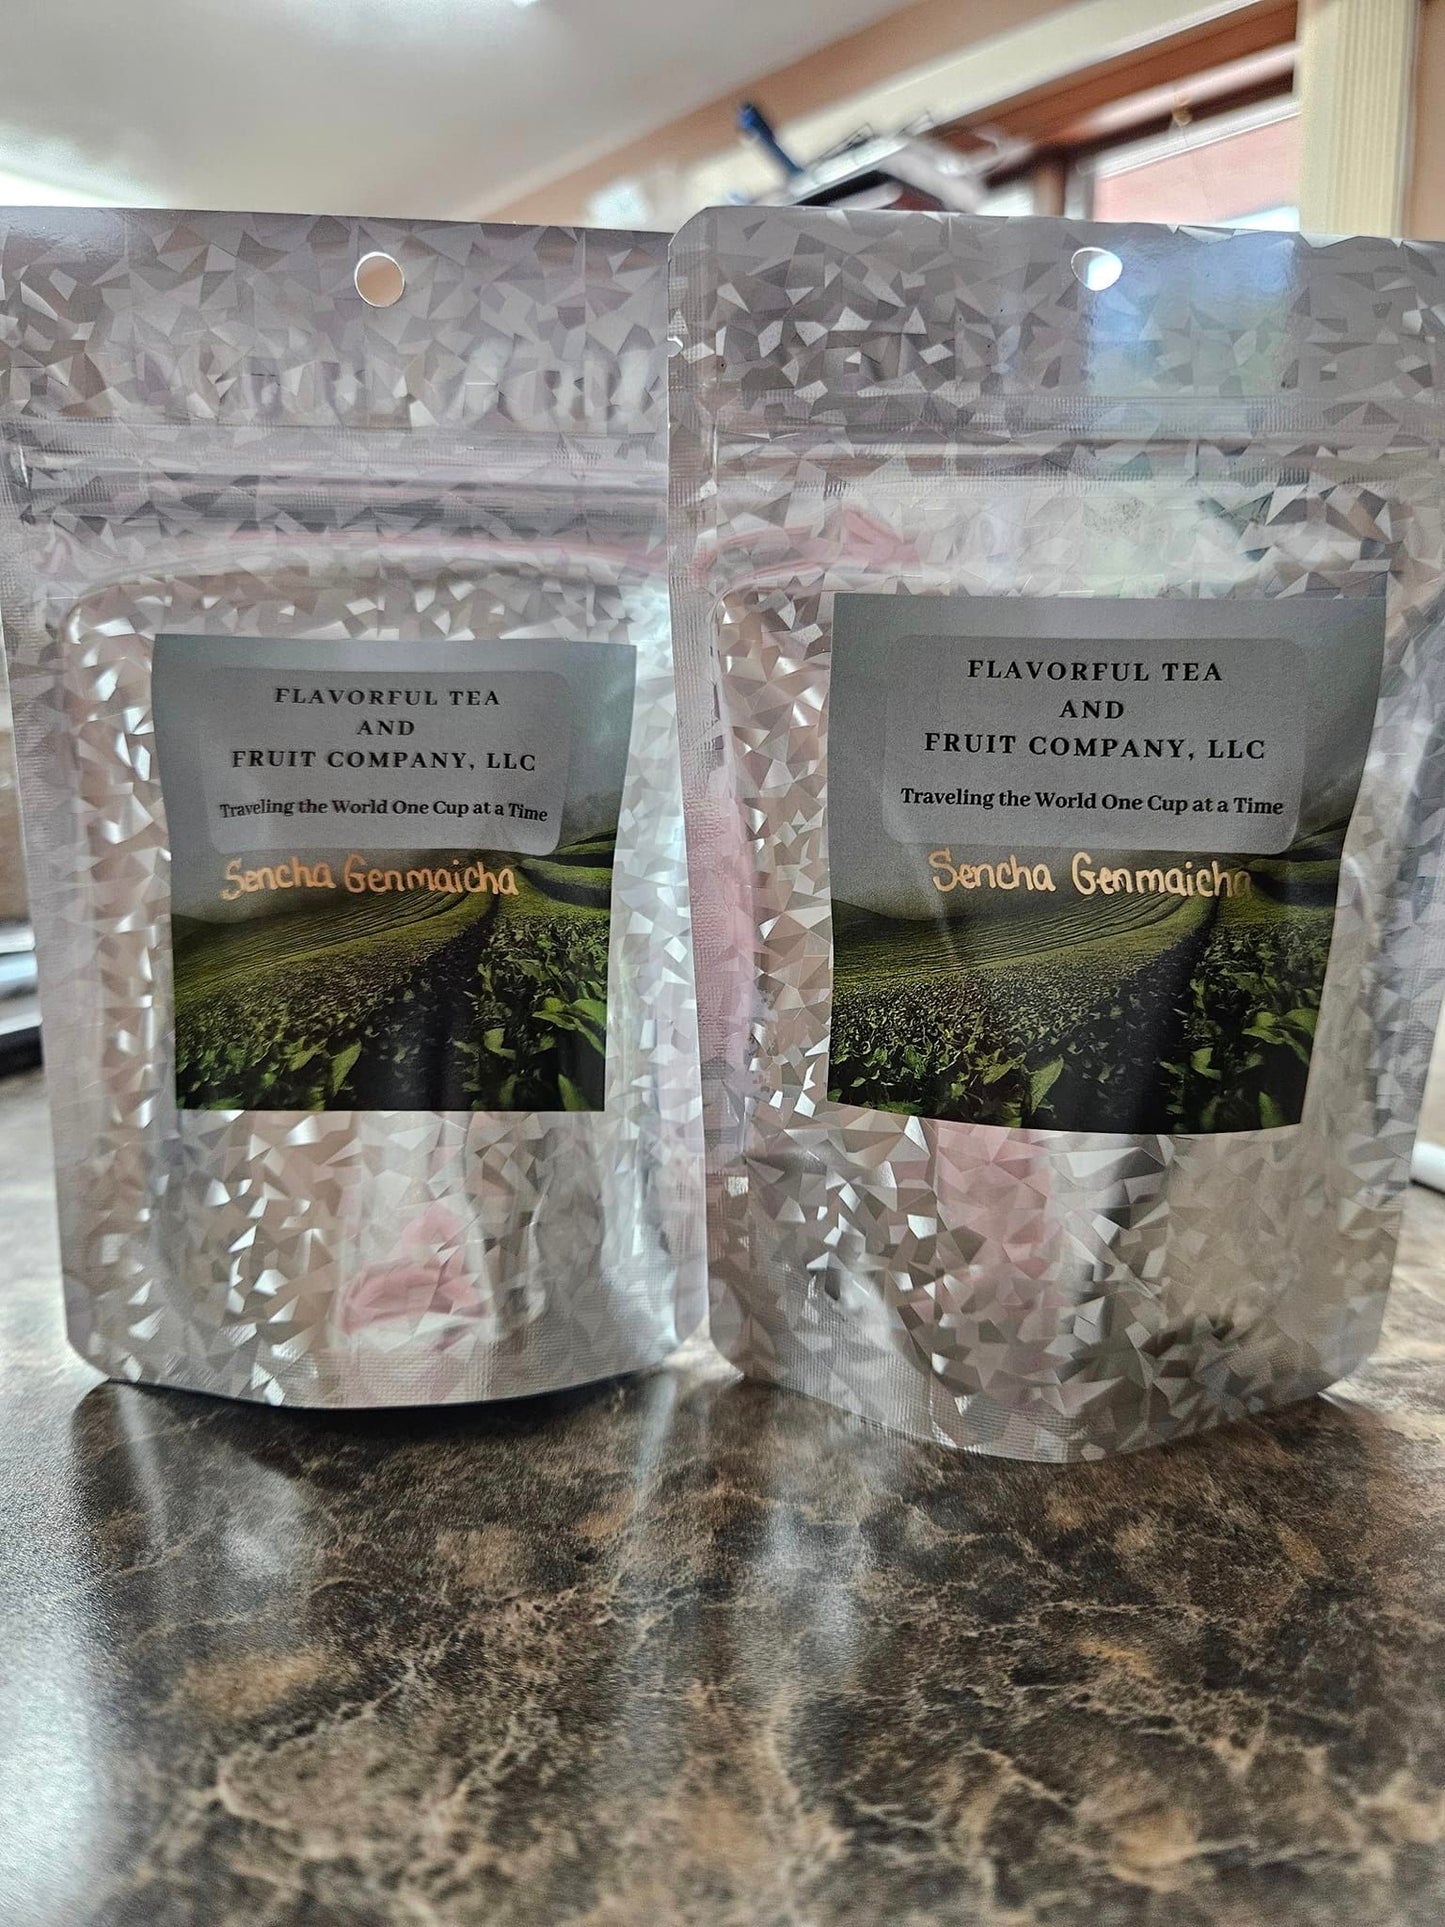 FLAVORFUL TEA
AND
FRUIT COMPANY, LLC
Traveling the World One Cup at a Time
Sencha Genmaicha
FLAVORFUL TEA
AND
FRUIT COMPANY, LLC
Traveling the World One Cup at a Time
Sencha Genmaicha